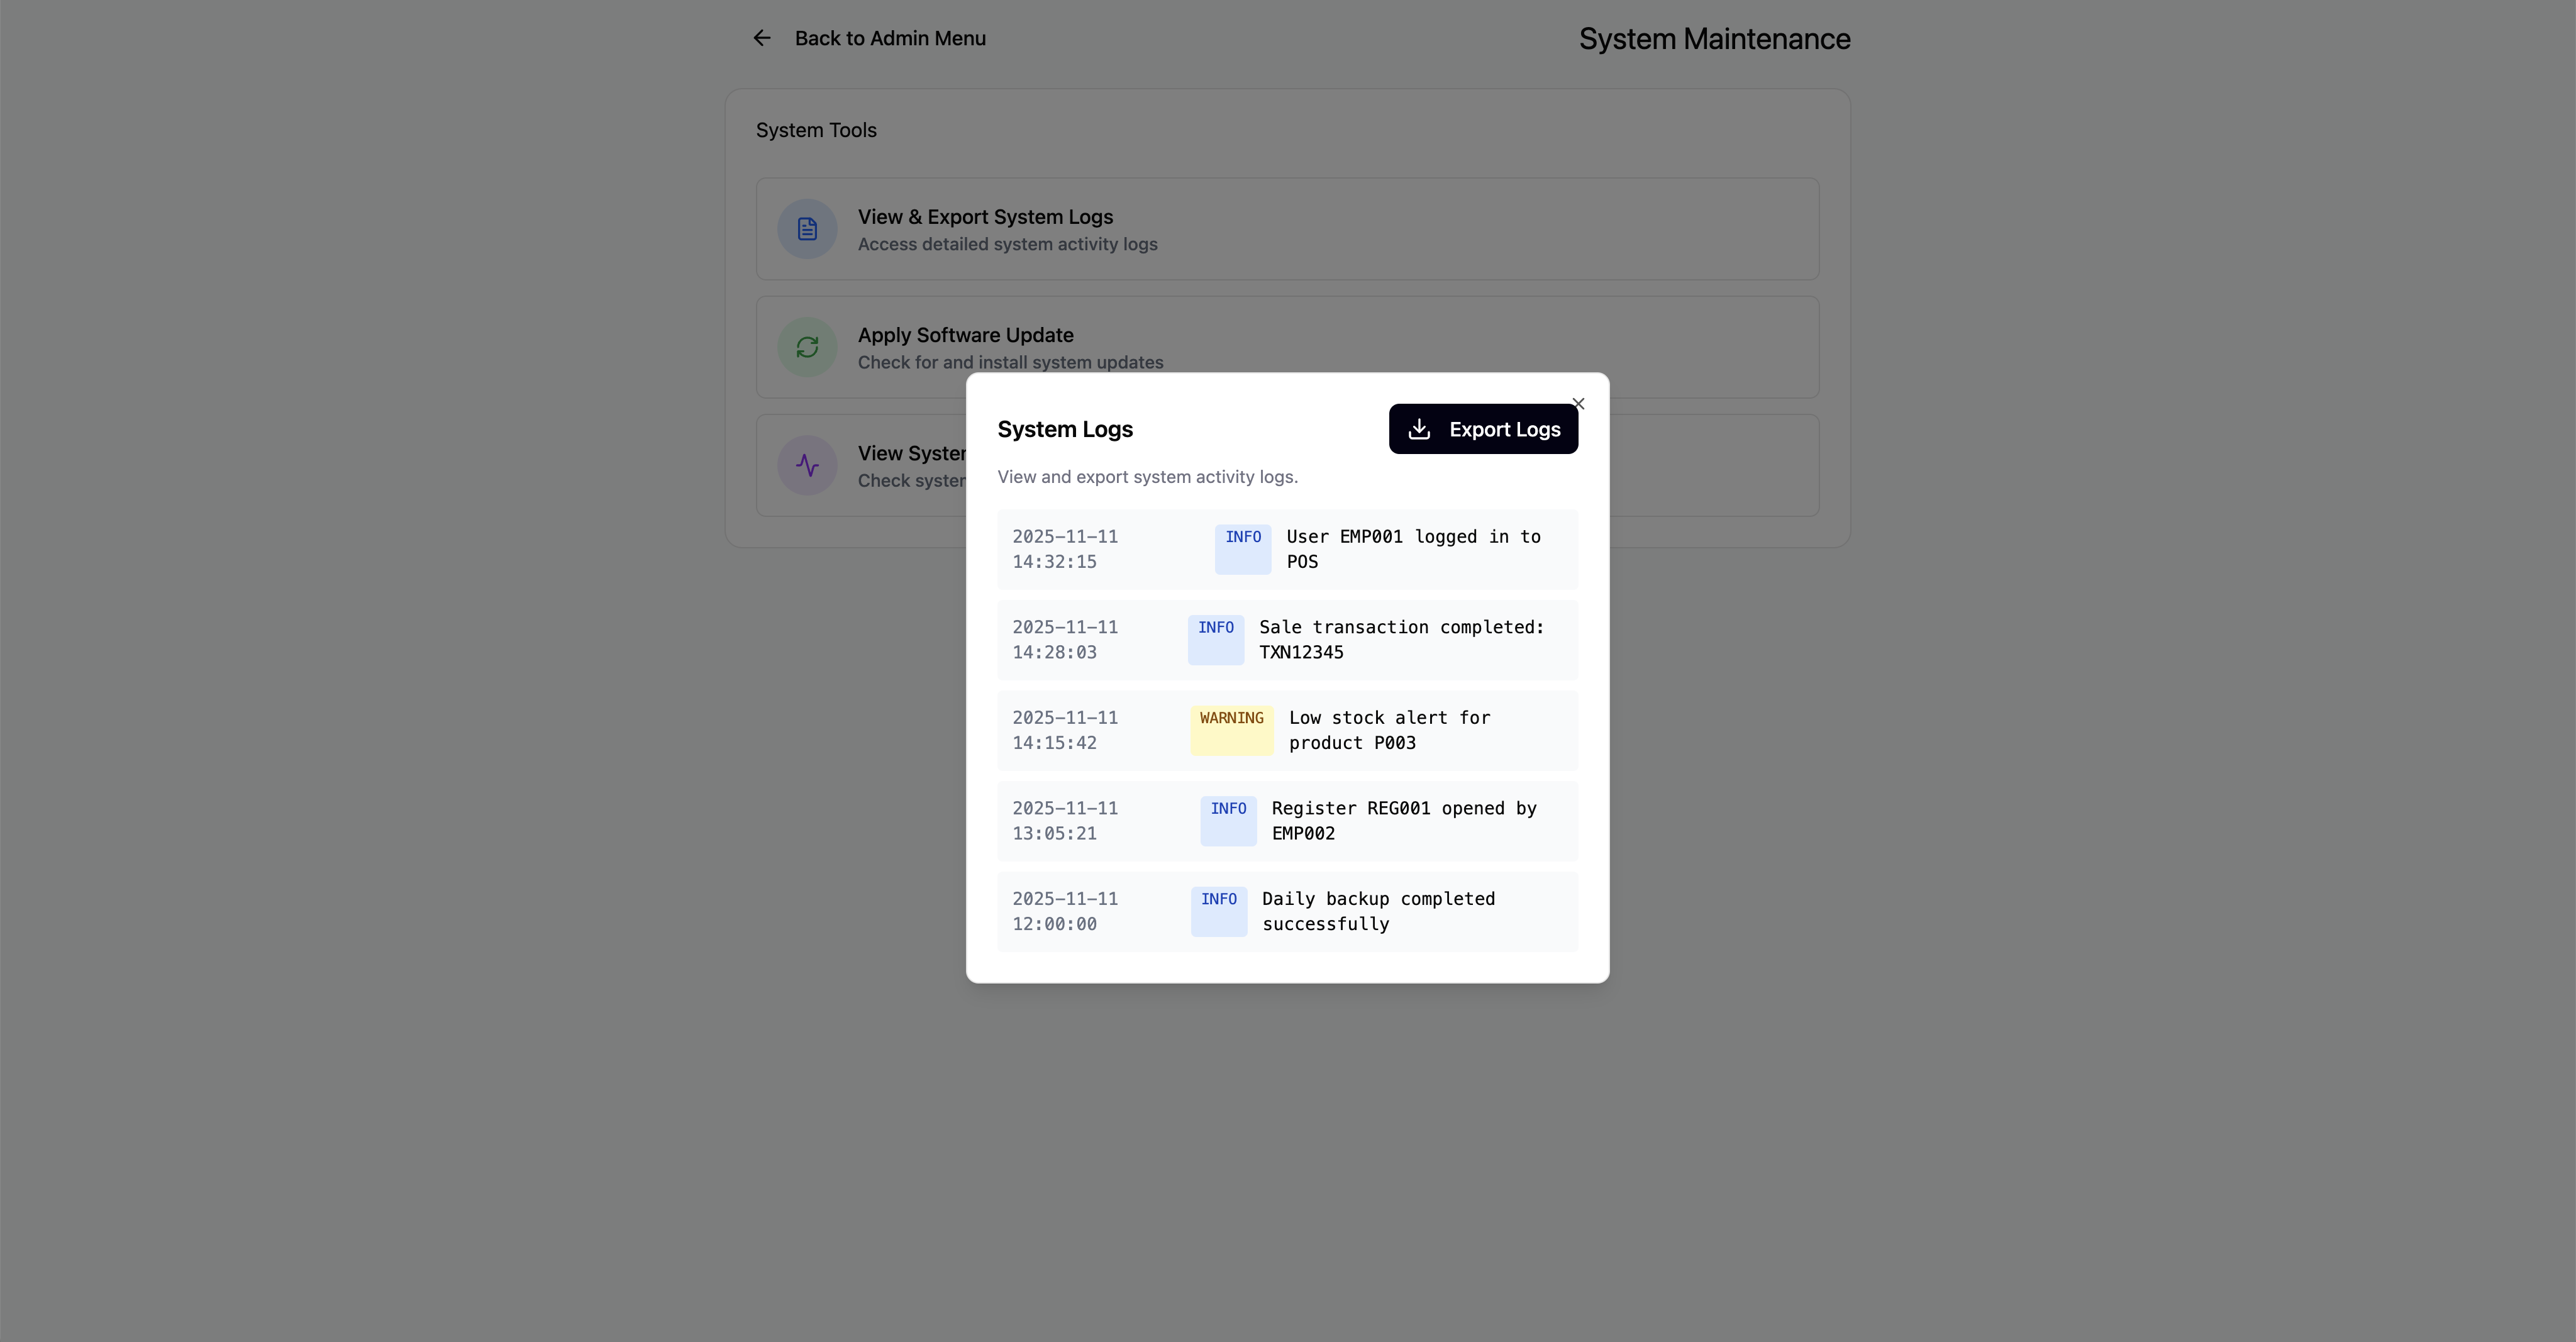 Back to Admin Menu
System Maintenance
System Tools
View & Export System Logs
Access detailed system activity logs
Apply Software Update
Check for and install system updates
View System
Check system
System Logs
Export Logs
View and export system activity logs.
2025-11-11
14:32:15
INFO
User EMP001 logged in to
POS
2025-11-11
14:28:03
INFO
Sale transaction completed:
TXN12345
2025-11-11
14:15:42
WARNING
Low stock alert for
product P003
2025-11-11
13:05:21
INFO
Register REG001 opened by
EMP002
2025-11-11
12:00:00
INFO
Daily backup completed
successfully